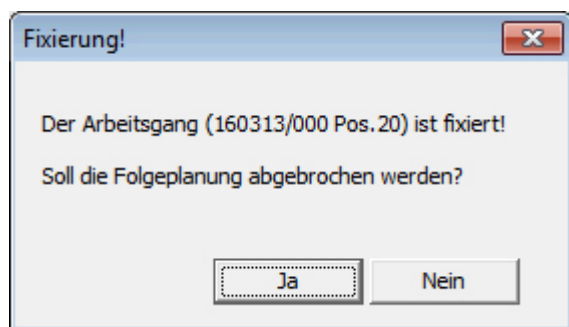 Fixierung!
Der Arbeitsgang (160313/000 Pos.20) ist fixiert!
Soll die Folgeplanung abgebrochen werden?
Ja
Nein